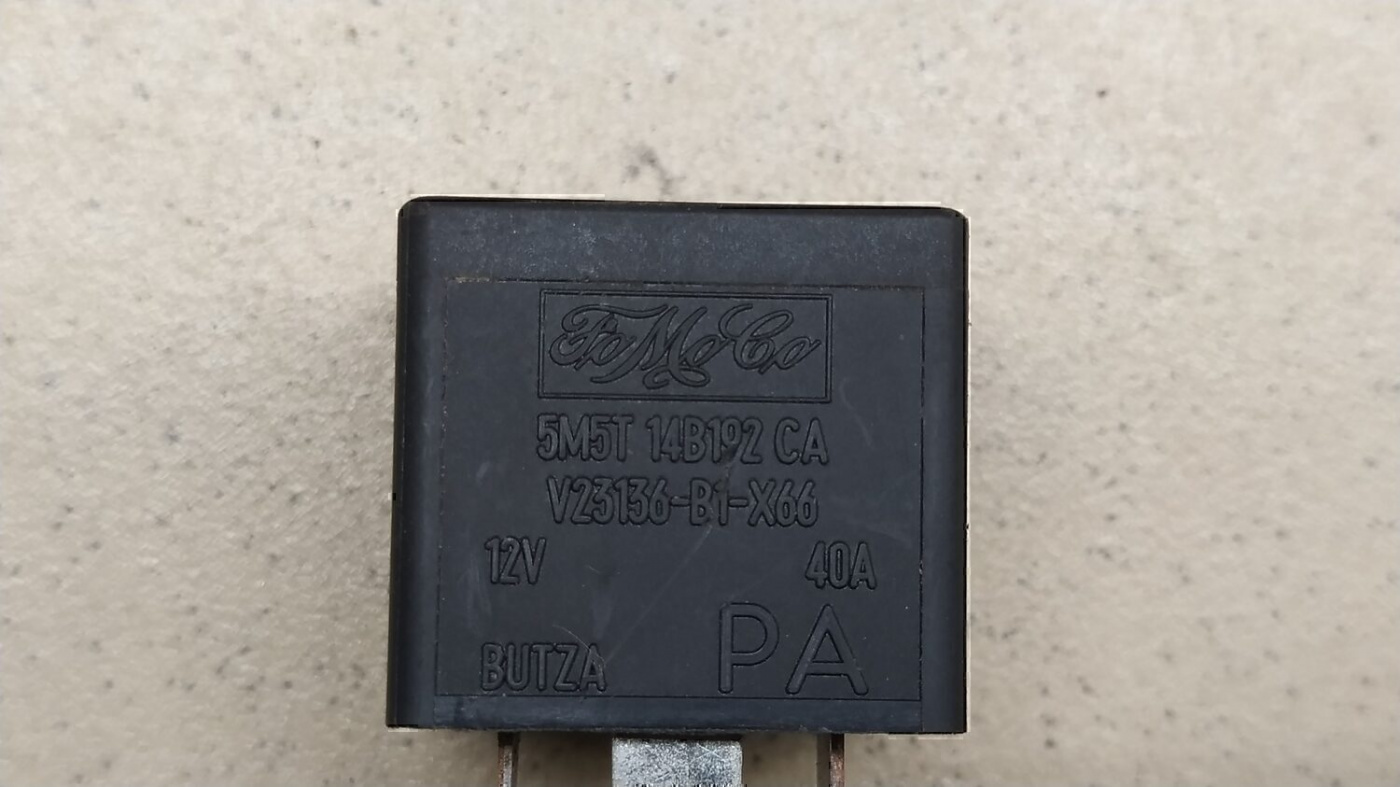 FoMoCo
5M5T 14B192 CA
V23136-B1-X66
12V 40A
BUTZA PA